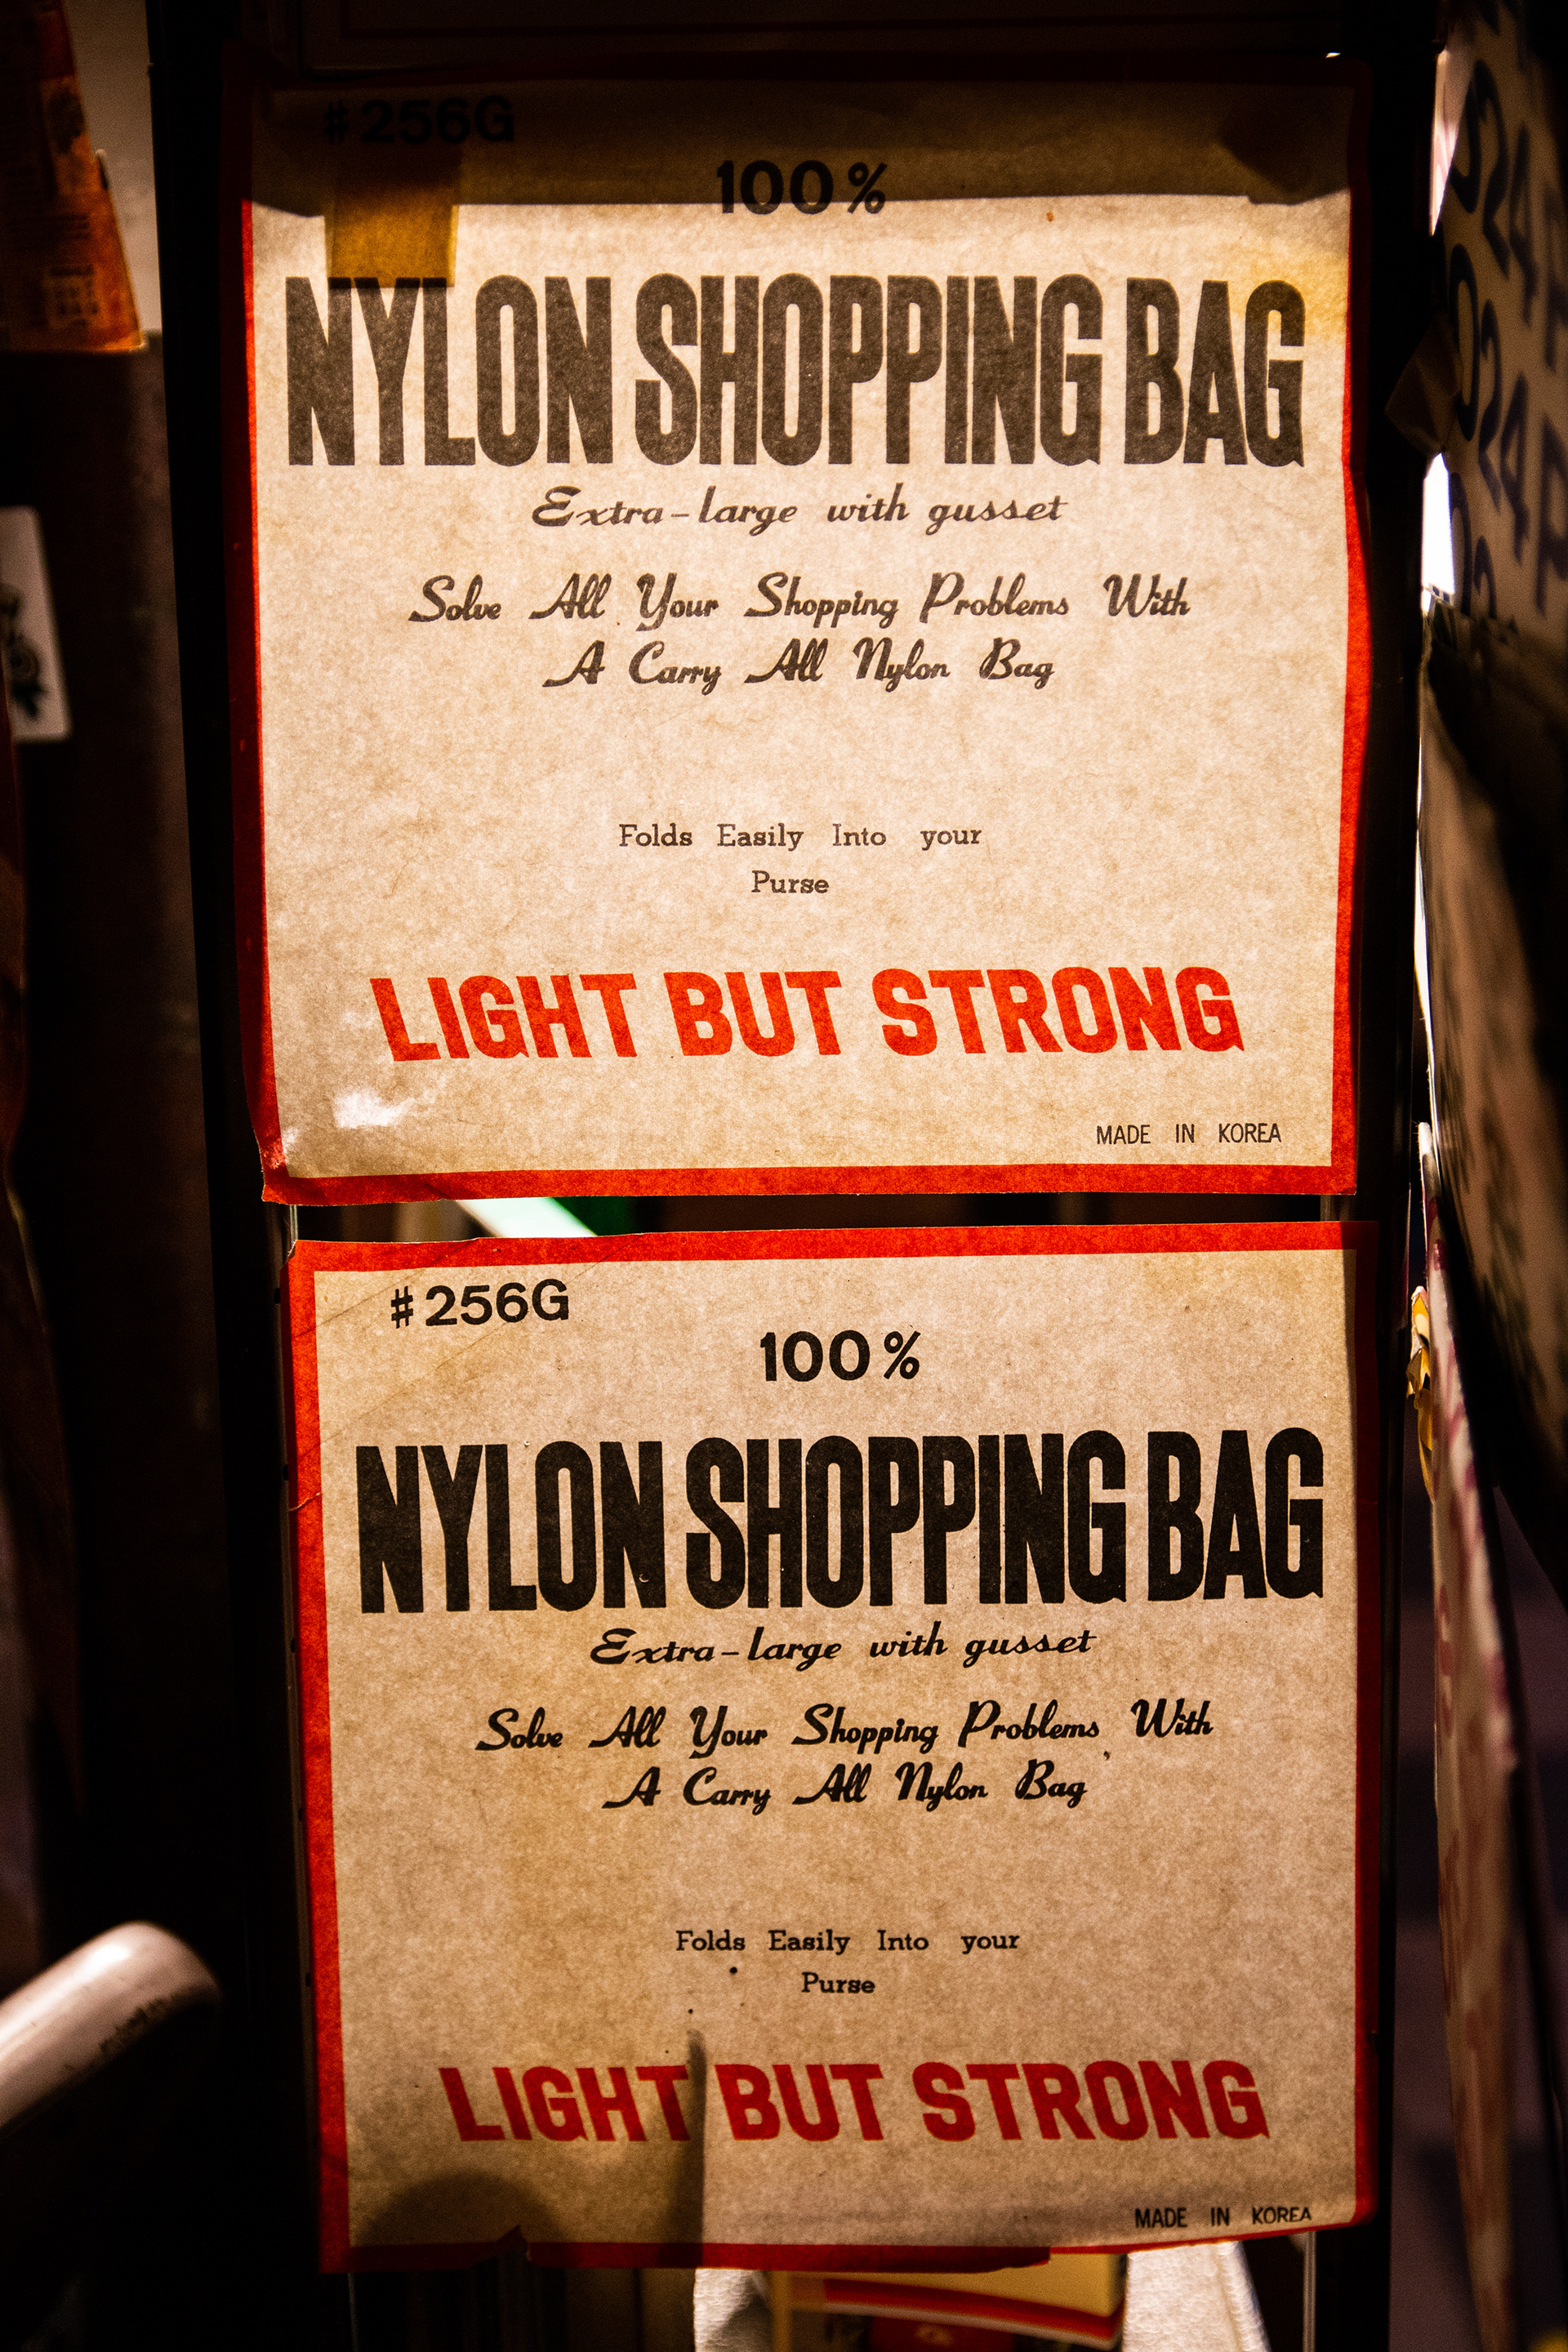 #256G
100%
NYLON SHOPPING BAG
Extra-large with gusset
Solve All Your Shopping Problems With
A Carry All Nylon Bag
Folds Easily Into your
Purse
LIGHT BUT STRONG
MADE IN KOREA
#256G
100%
NYLON SHOPPING BAG
Extra-large with gusset
Solve All Your Shopping Problems With
A Carry All Nylon Bag
Folds Easily Into your
Purse
LIGHT BUT STRONG
MADE IN KOREA